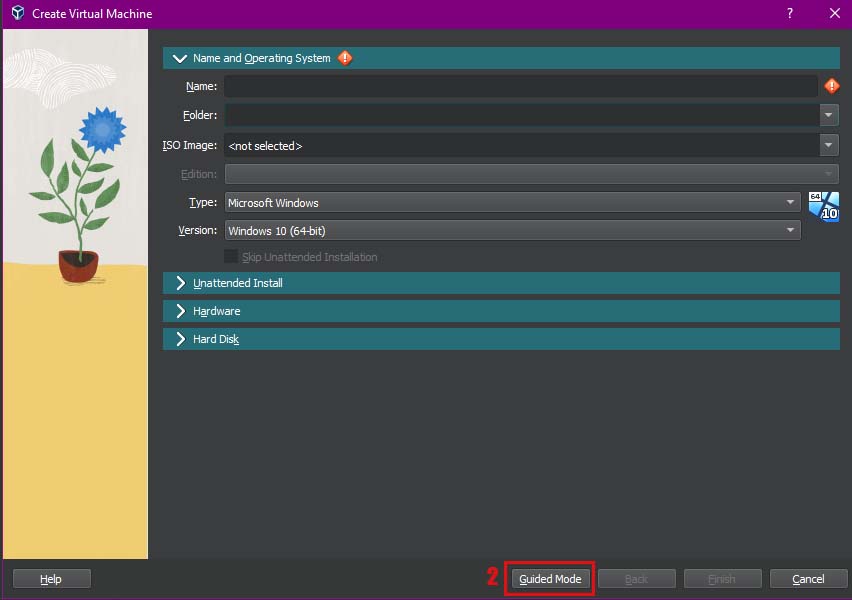 Create Virtual Machine ?
Name and Operating System
Name:
Folder:
ISO Image: <not selected>
Edition:
Type: Microsoft Windows 64
10
Version: Windows 10 (64-bit)
Skip Unattended Installation
Unattended Install
Hardware
Hard Disk
Help 2 Guided Mode Back Finish Cancel